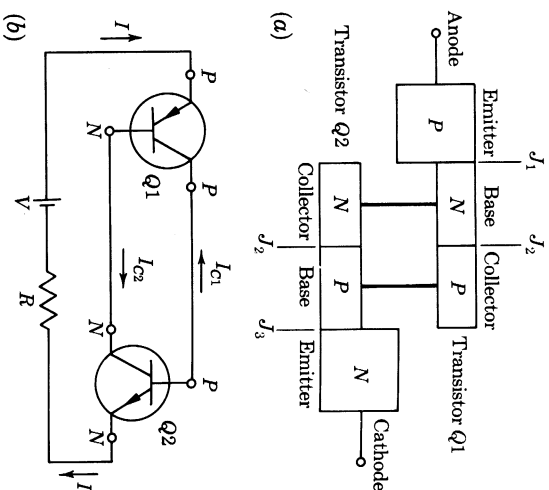 J₁ J₂
Emitter Base Collector
Anode
Transistor Q1
P N P
Cathode
Transistor Q2
N P N
Collector Base Emitter
J₂ J₃
(a)
I_C1
P P P
Q1 Q2
I I_C2
N N N
I
V R
(b)